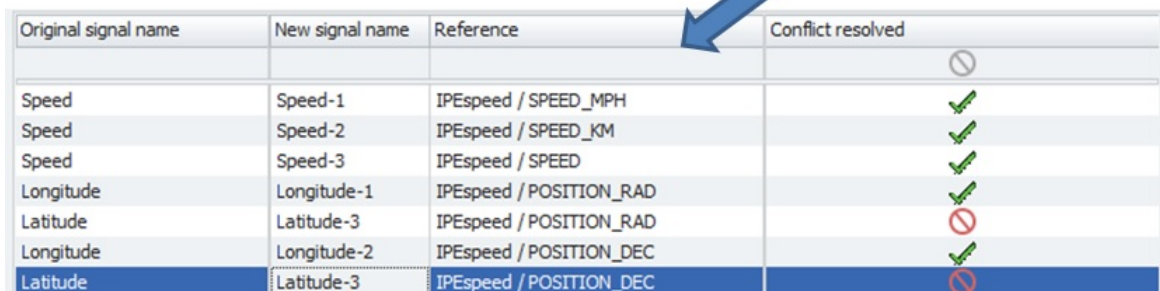 Original signal name New signal name Reference Conflict resolved
Speed Speed-1 IPEspeed / SPEED_MPH
Speed Speed-2 IPEspeed / SPEED_KM
Speed Speed-3 IPEspeed / SPEED
Longitude Longitude-1 IPEspeed / POSITION_RAD
Latitude Latitude-3 IPEspeed / POSITION_RAD
Longitude Longitude-2 IPEspeed / POSITION_DEC
Latitude Latitude-3 IPEspeed / POSITION_DEC